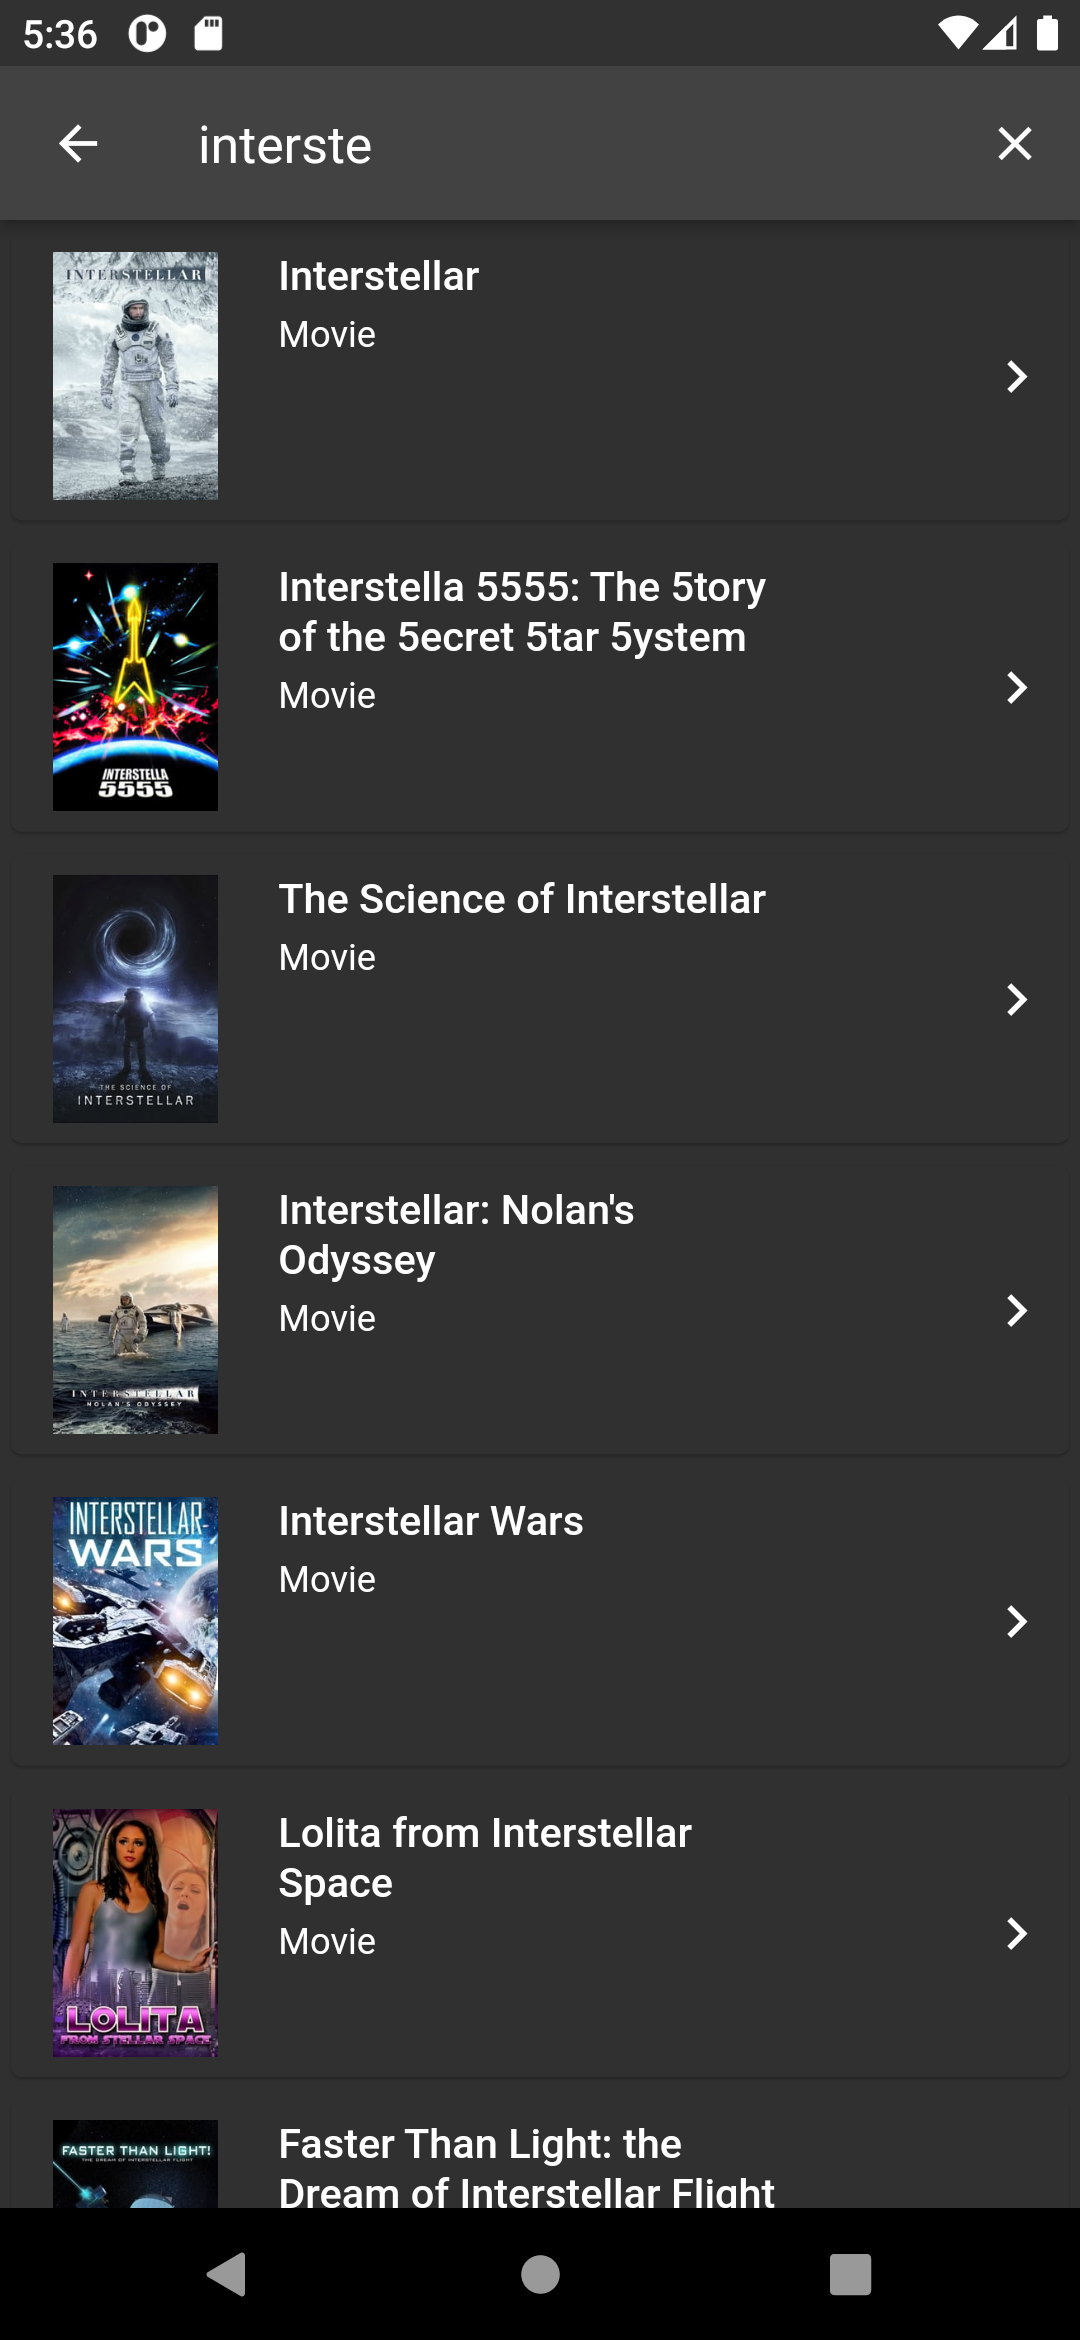 5:36
interste
INTERSTELLAR
Interstellar
Movie
INTERSTELLA
5555
Interstella 5555: The 5tory
of the 5ecret 5tar 5ystem
Movie
THE SCIENCE OF
INTERSTELLAR
The Science of Interstellar
Movie
INTERSTELLAR
NOLAN'S ODYSSEY
Interstellar: Nolan's
Odyssey
Movie
INTERSTELLAR
WARS
Interstellar Wars
Movie
LOLITA
FROM STELLAR SPACE
Lolita from Interstellar
Space
Movie
FASTER THAN LIGHT!
THE DREAM OF INTERSTELLAR FLIGHT
Faster Than Light: the
Dream of Interstellar Flight